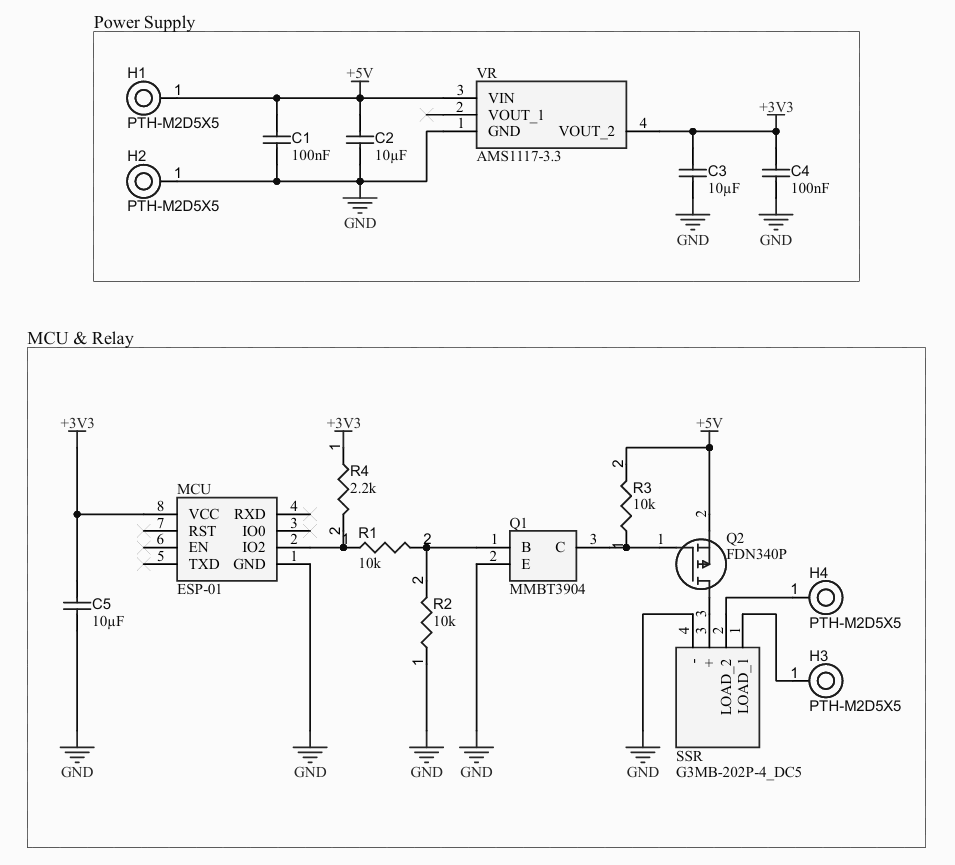 Power Supply
H1
1
PTH-M2D5X5
H2
1
PTH-M2D5X5
C1
100nF
+5V
C2
10µF
GND
VR
3 VIN
2 VOUT_1
1 GND VOUT_2 4
AMS1117-3.3
+3V3
C3
10µF
C4
100nF
GND
GND
MCU & Relay
+3V3
MCU
8 VCC RXD 4
7 RST IO0 3
6 EN IO2 2
5 TXD GND 1
ESP-01
C5
10µF
GND
GND
+3V3
1
R4
2.2k
2
1
R1
10k
2
2
R2
10k
1
GND
Q1
1 B C 3
2 E
MMBT3904
GND
+5V
2
R3
10k
1
1
2
Q2
FDN340P
3
4 3 2 1
- + LOAD_2 LOAD_1
SSR
G3MB-202P-4_DC5
GND
H4
1
PTH-M2D5X5
H3
1
PTH-M2D5X5